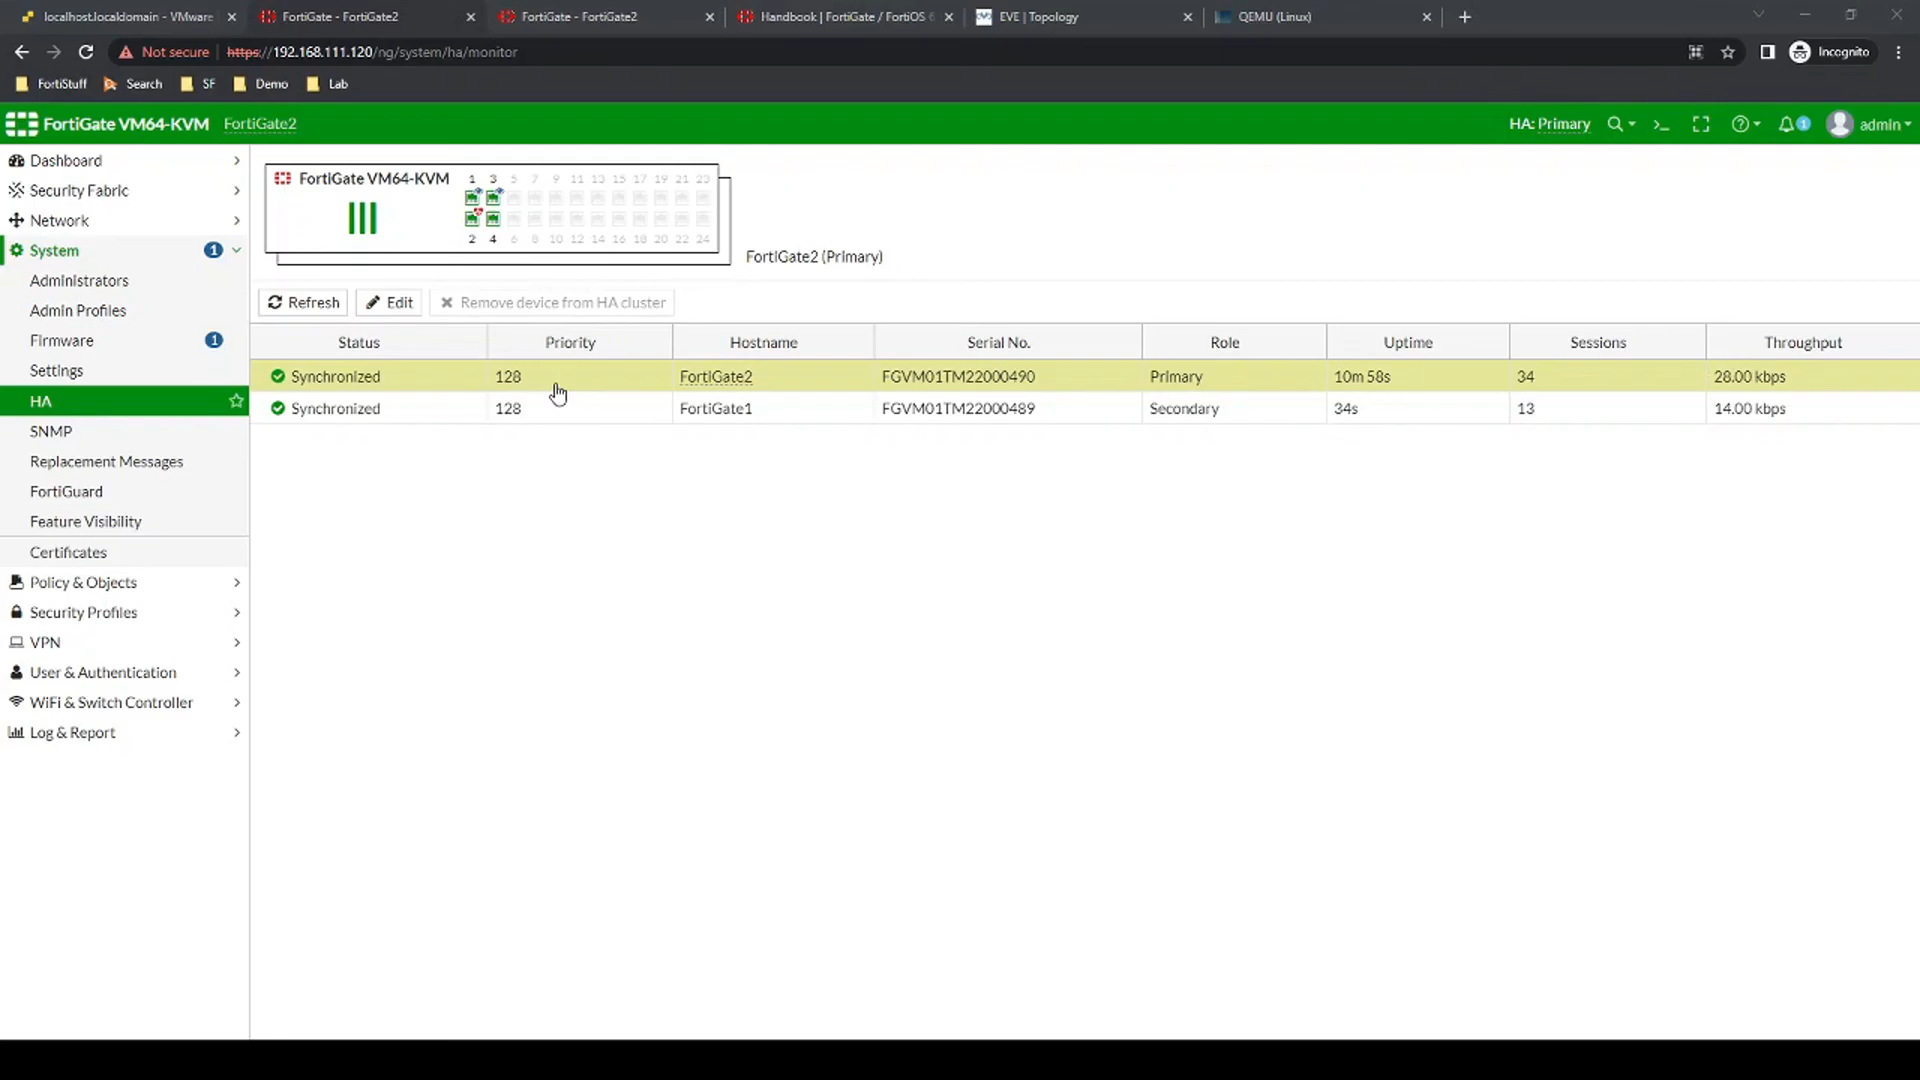 localhost.localdomain - VMware
FortiGate - FortiGate2
FortiGate - FortiGate2
Handbook | FortiGate / FortiOS 6
EVE | Topology
QEMU (Linux)
Not secure
https://192.168.111.120/ng/system/ha/monitor
Incognito
FortiStuff
Search
SF
Demo
Lab
FortiGate VM64-KVM
FortiGate2
HA: Primary
1
admin
Dashboard
Security Fabric
Network
System 1
Administrators
Admin Profiles
Firmware 1
Settings
HA
SNMP
Replacement Messages
FortiGuard
Feature Visibility
Certificates
Policy & Objects
Security Profiles
VPN
User & Authentication
WiFi & Switch Controller
Log & Report
FortiGate VM64-KVM
1 3 5 7 9 11 13 15 17 19 21 23
2 4 6 8 10 12 14 16 18 20 22 24
FortiGate2 (Primary)
Refresh
Edit
Remove device from HA cluster
Status Priority Hostname Serial No. Role Uptime Sessions Throughput
Synchronized 128 FortiGate2 FGVM01TM22000490 Primary 10m 58s 34 28.00 kbps
Synchronized 128 FortiGate1 FGVM01TM22000489 Secondary 34s 13 14.00 kbps